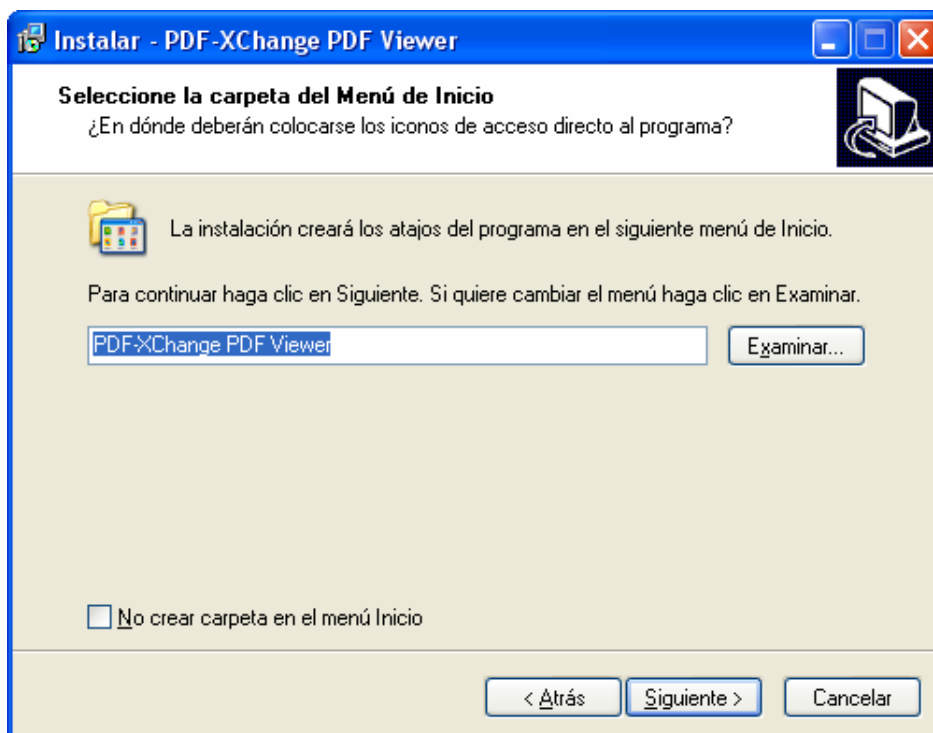 Instalar - PDF-XChange PDF Viewer
Seleccione la carpeta del Menú de Inicio
¿En dónde deberán colocarse los iconos de acceso directo al programa?
La instalación creará los atajos del programa en el siguiente menú de Inicio.
Para continuar haga clic en Siguiente. Si quiere cambiar el menú haga clic en Examinar.
PDF-XChange PDF Viewer
Examinar...
No crear carpeta en el menú Inicio
< Atrás
Siguiente >
Cancelar